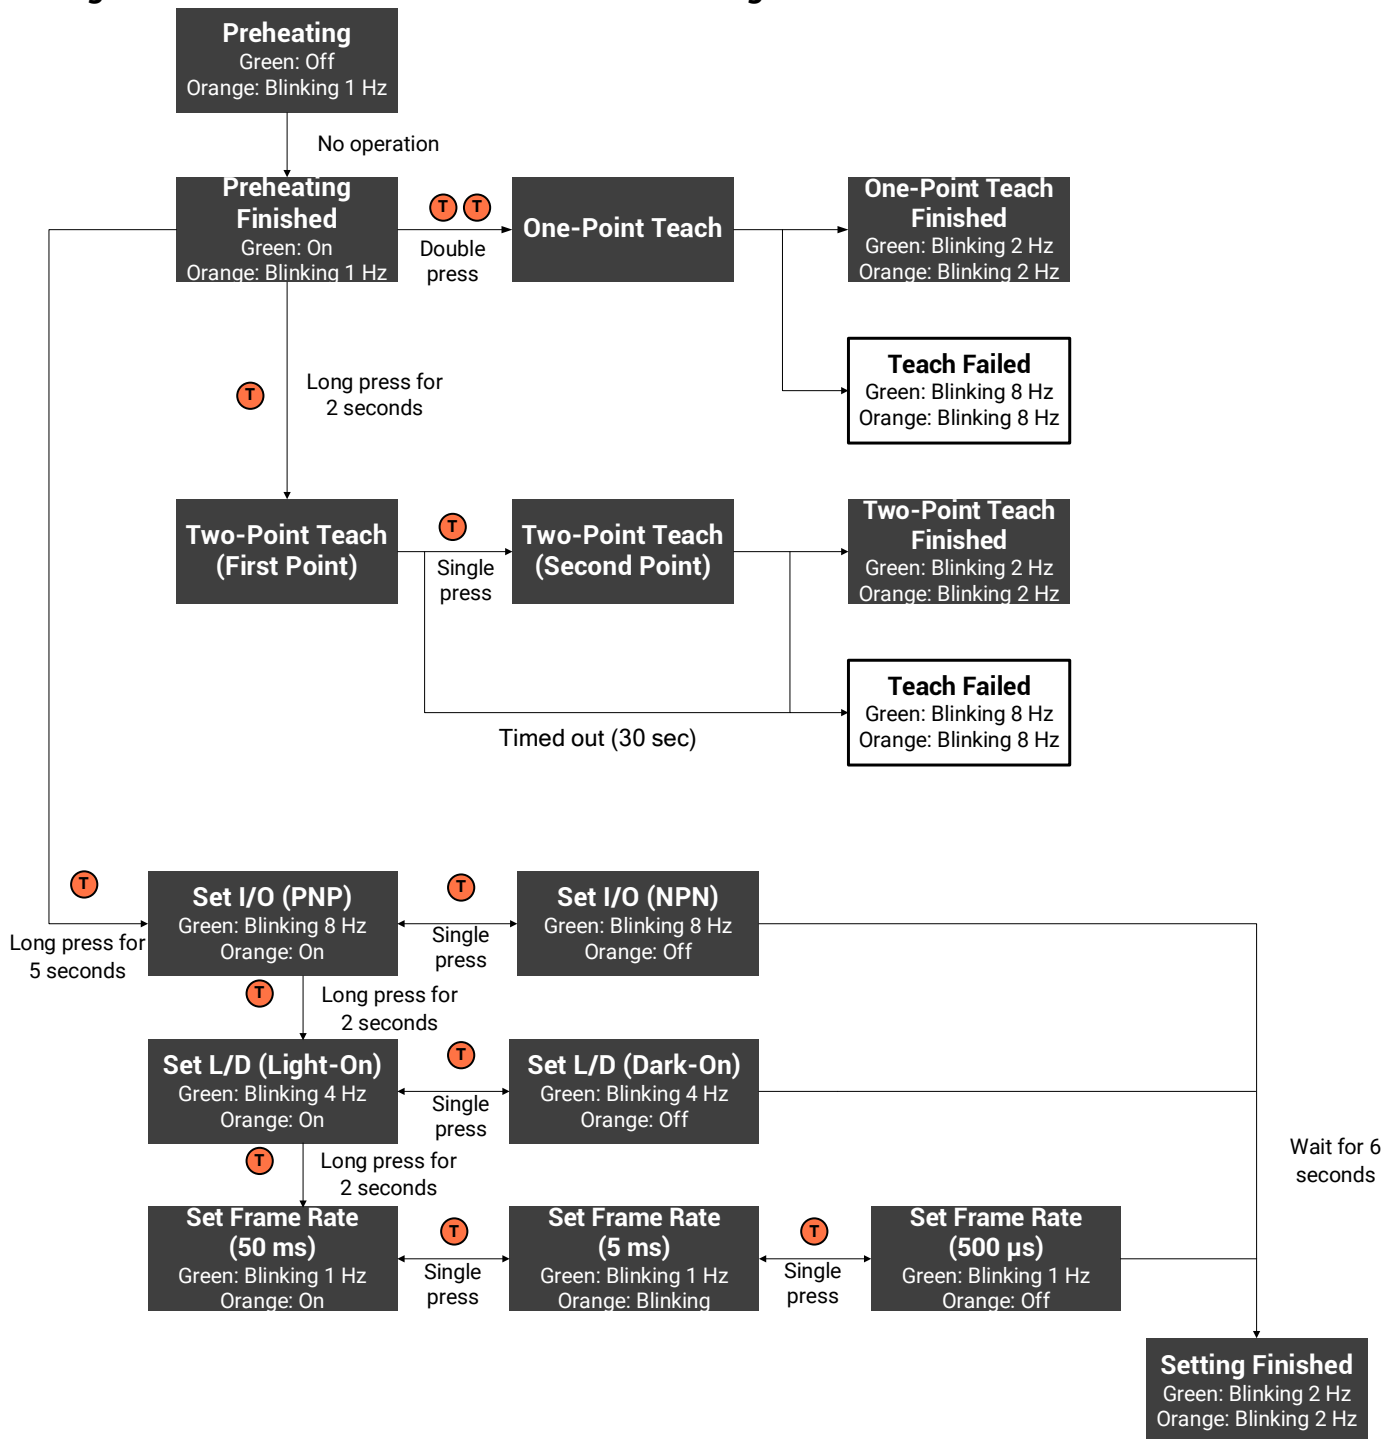 Preheating
Green: Off
Orange: Blinking 1 Hz
No operation
Preheating
Finished
Green: On
Orange: Blinking 1 Hz
T T
Double
press
One-Point Teach
One-Point Teach
Finished
Green: Blinking 2 Hz
Orange: Blinking 2 Hz
Teach Failed
Green: Blinking 8 Hz
Orange: Blinking 8 Hz
T
Long press for
2 seconds
Two-Point Teach
(First Point)
T
Single
press
Two-Point Teach
(Second Point)
Two-Point Teach
Finished
Green: Blinking 2 Hz
Orange: Blinking 2 Hz
Teach Failed
Green: Blinking 8 Hz
Orange: Blinking 8 Hz
Timed out (30 sec)
T
Long press for
5 seconds
Set I/O (PNP)
Green: Blinking 8 Hz
Orange: On
T
Single
press
Set I/O (NPN)
Green: Blinking 8 Hz
Orange: Off
T
Long press for
2 seconds
Set L/D (Light-On)
Green: Blinking 4 Hz
Orange: On
T
Single
press
Set L/D (Dark-On)
Green: Blinking 4 Hz
Orange: Off
T
Long press for
2 seconds
Wait for 6
seconds
Set Frame Rate
(50 ms)
Green: Blinking 1 Hz
Orange: On
T
Single
press
Set Frame Rate
(5 ms)
Green: Blinking 1 Hz
Orange: Blinking
T
Single
press
Set Frame Rate
(500 µs)
Green: Blinking 1 Hz
Orange: Off
Setting Finished
Green: Blinking 2 Hz
Orange: Blinking 2 Hz